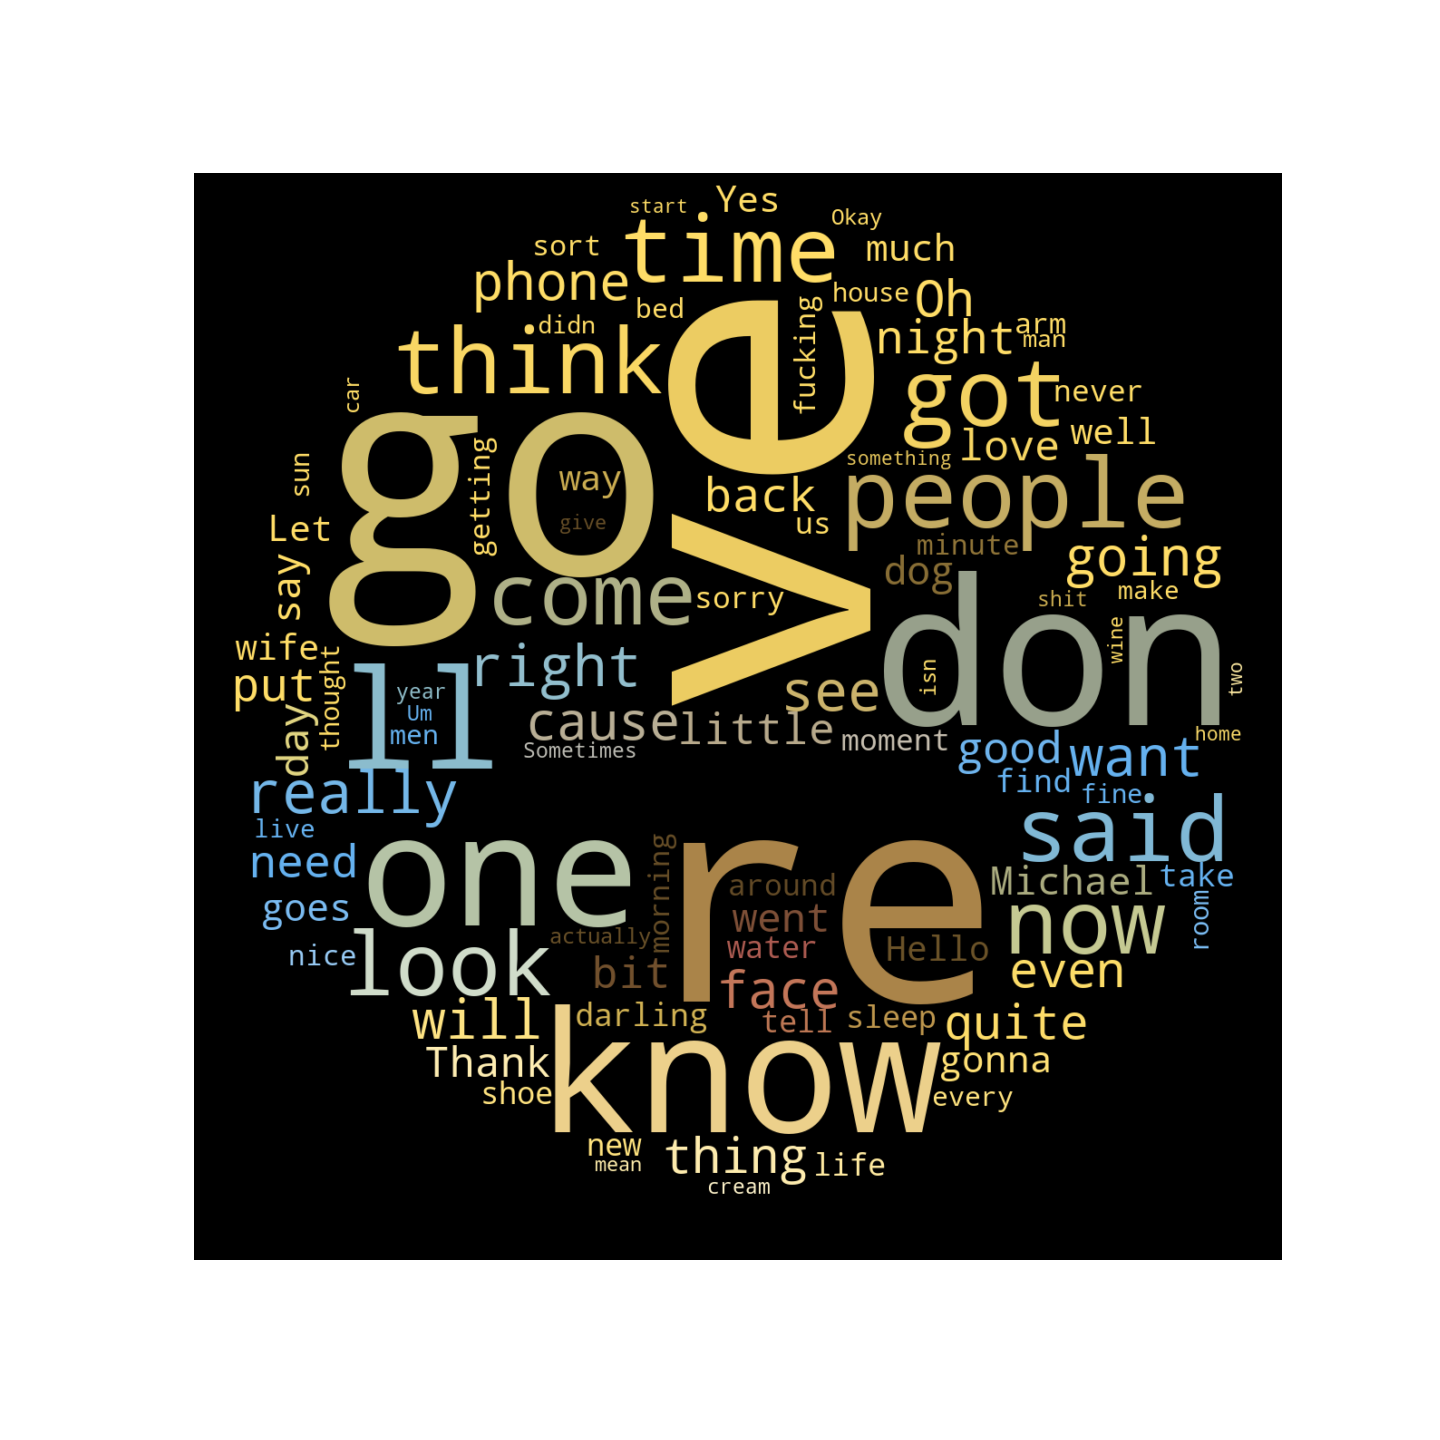 start
Yes
Okay
time
sort
much
phone
bed
house
Oh
didn
fucking
night
arm
man
think
ve
got
never
car
go
love
well
getting
way
something
sun
back
people
Let
give
us
minute
going
say
come
sorry
dog
don
shit
make
wife
right
wine
put
thought
ll
year
Um
men
see
isn
two
day
cause
little
Sometimes
moment
good
want
home
really
find
fine
live
said
need
one
re
morning
around
Michael
take
goes
went
now
room
nice
look
actually
water
Hello
bit
face
even
will
darling
tell
sleep
quite
Thank
know
gonna
shoe
every
new
mean
thing
life
cream